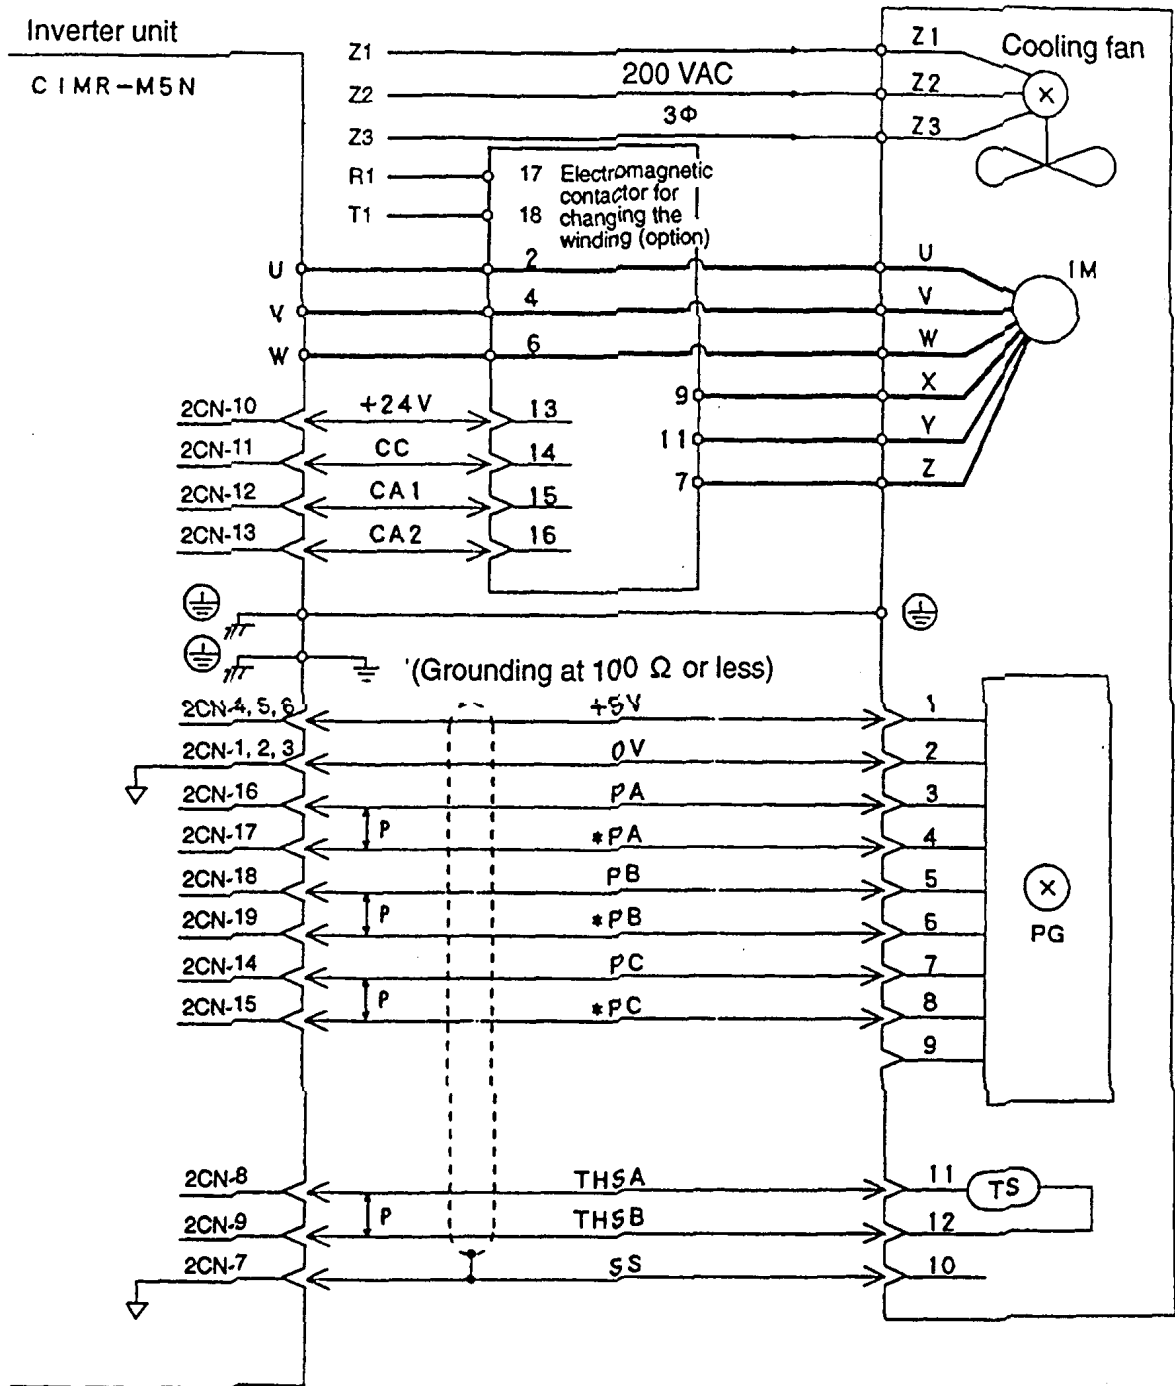 Inverter unit
CIMR-M5N
Z1
Z1
Cooling fan
200 VAC
Z2
Z2
3Φ
Z3
Z3
R1
17
Electromagnetic
contactor for
changing the
winding (option)
T1
18
U
2
U
IM
V
4
V
W
6
W
9
X
2CN-10
+24V
13
11
Y
2CN-11
CC
14
7
Z
2CN-12
CA1
15
2CN-13
CA2
16
(Grounding at 100 Ω or less)
2CN-4, 5, 6
+5V
1
2CN-1, 2, 3
0V
2
2CN-16
PA
3
P
2CN-17
*PA
4
2CN-18
PB
5
P
2CN-19
*PB
6
PG
2CN-14
PC
7
P
2CN-15
*PC
8
9
2CN-8
THSA
11
TS
P
2CN-9
THSB
12
2CN-7
SS
10